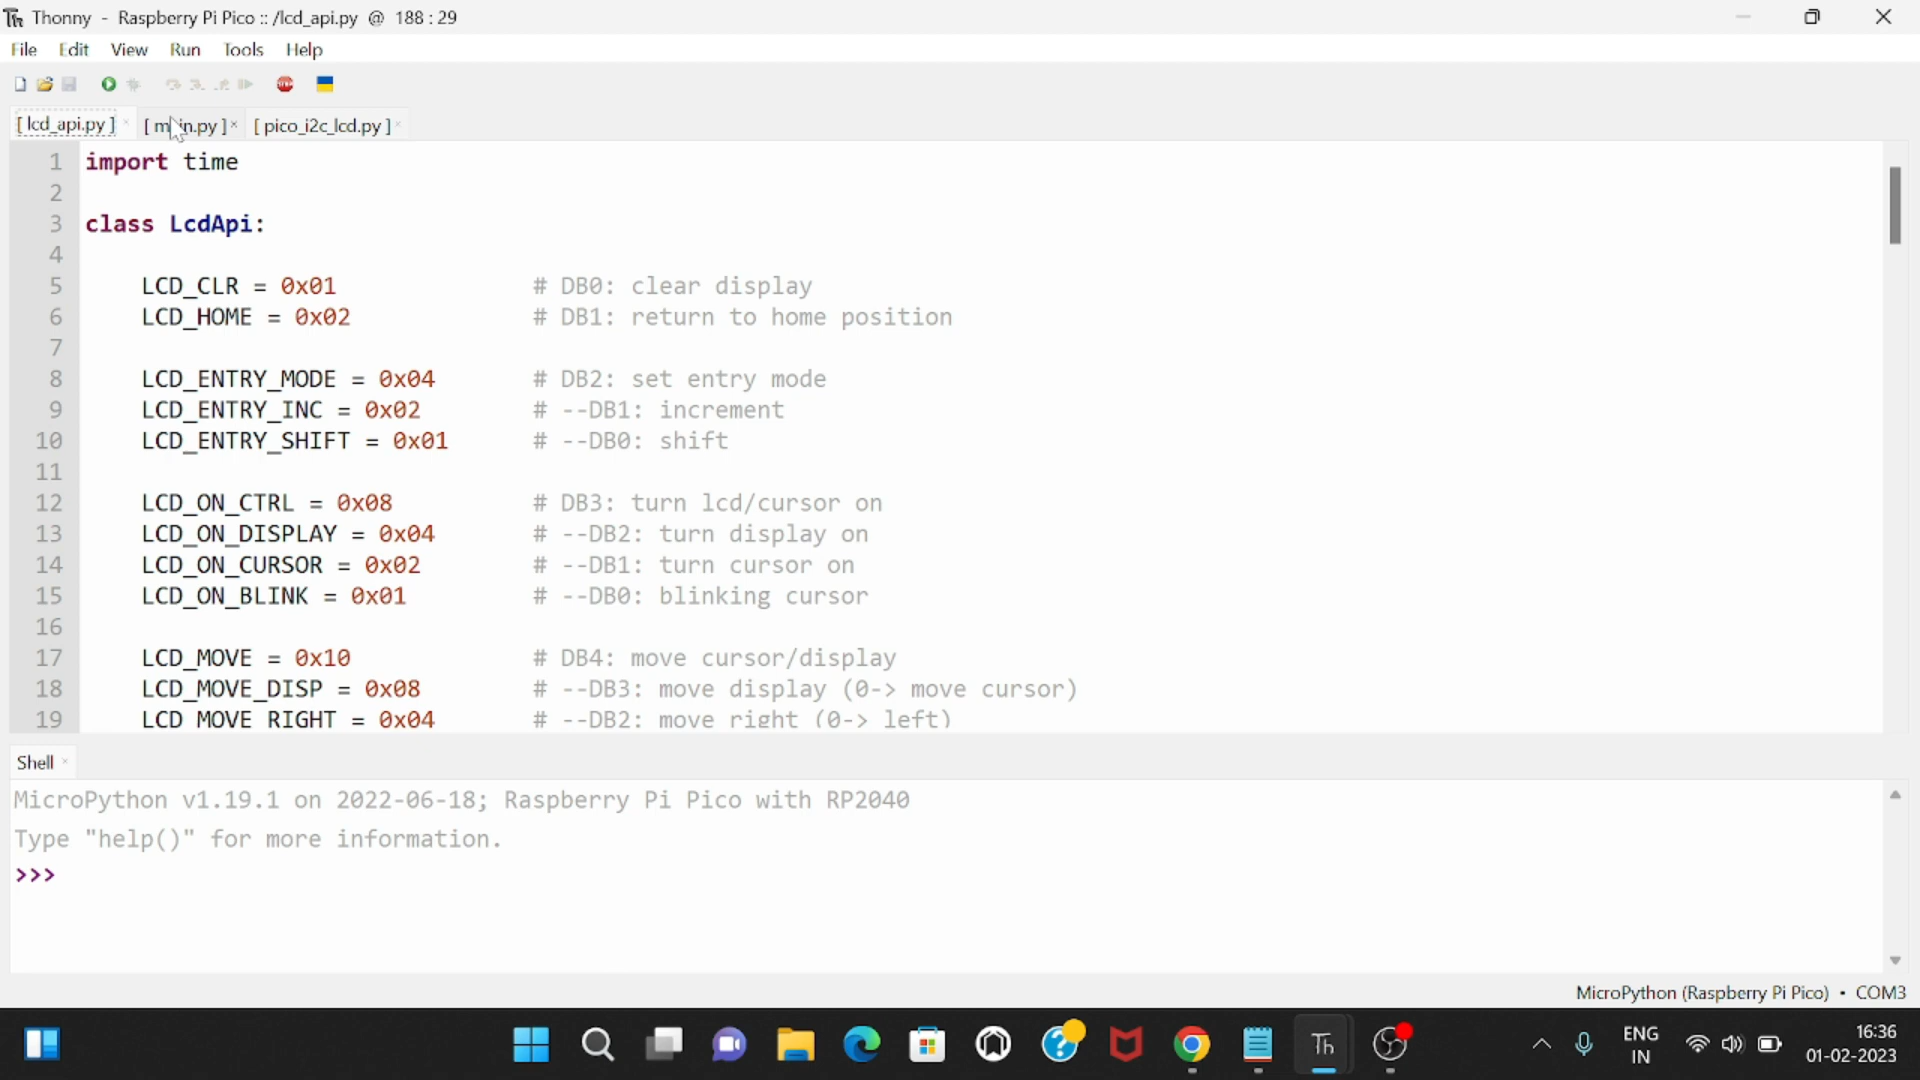 Thonny - Raspberry Pi Pico :: /lcd_api.py @ 188 : 29
File Edit View Run Tools Help
[ lcd_api.py ] [ main.py ] [ pico_i2c_lcd.py ]
1 import time
2
3 class LcdApi:
4
5 LCD_CLR = 0x01 # DB0: clear display
6 LCD_HOME = 0x02 # DB1: return to home position
7
8 LCD_ENTRY_MODE = 0x04 # DB2: set entry mode
9 LCD_ENTRY_INC = 0x02 # --DB1: increment
10 LCD_ENTRY_SHIFT = 0x01 # --DB0: shift
11
12 LCD_ON_CTRL = 0x08 # DB3: turn lcd/cursor on
13 LCD_ON_DISPLAY = 0x04 # --DB2: turn display on
14 LCD_ON_CURSOR = 0x02 # --DB1: turn cursor on
15 LCD_ON_BLINK = 0x01 # --DB0: blinking cursor
16
17 LCD_MOVE = 0x10 # DB4: move cursor/display
18 LCD_MOVE_DISP = 0x08 # --DB3: move display (0-> move cursor)
19 LCD_MOVE_RIGHT = 0x04 # --DB2: move right (0-> left)
Shell
MicroPython v1.19.1 on 2022-06-18; Raspberry Pi Pico with RP2040
Type "help()" for more information.
>>>
MicroPython (Raspberry Pi Pico) • COM3
Th
ENG
IN
16:36
01-02-2023